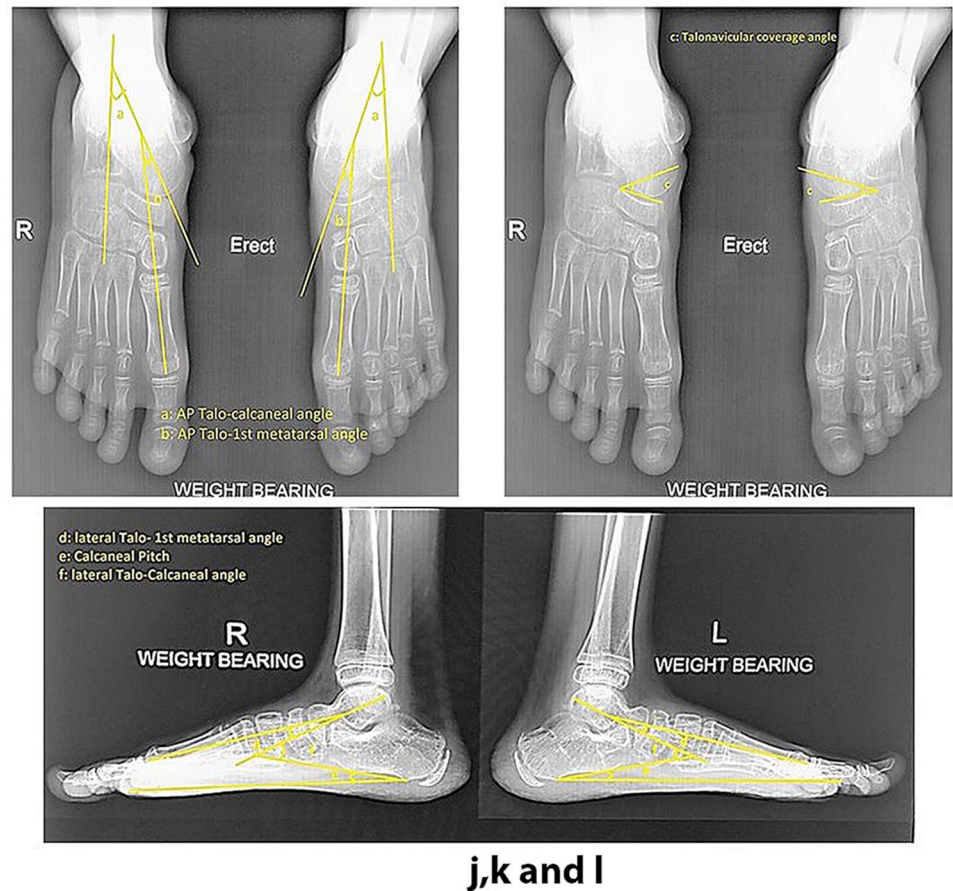 a
a
b
R
Erect
a: AP Talo-calcaneal angle
b: AP Talo-1st metatarsal angle
WEIGHT BEARING
c: Talonavicular coverage angle
c
c
R
Erect
WEIGHT BEARING
d: lateral Talo- 1st metatarsal angle
e: Calcaneal Pitch
f: lateral Talo-Calcaneal angle
R
WEIGHT BEARING
L
WEIGHT BEARING
j,k and l